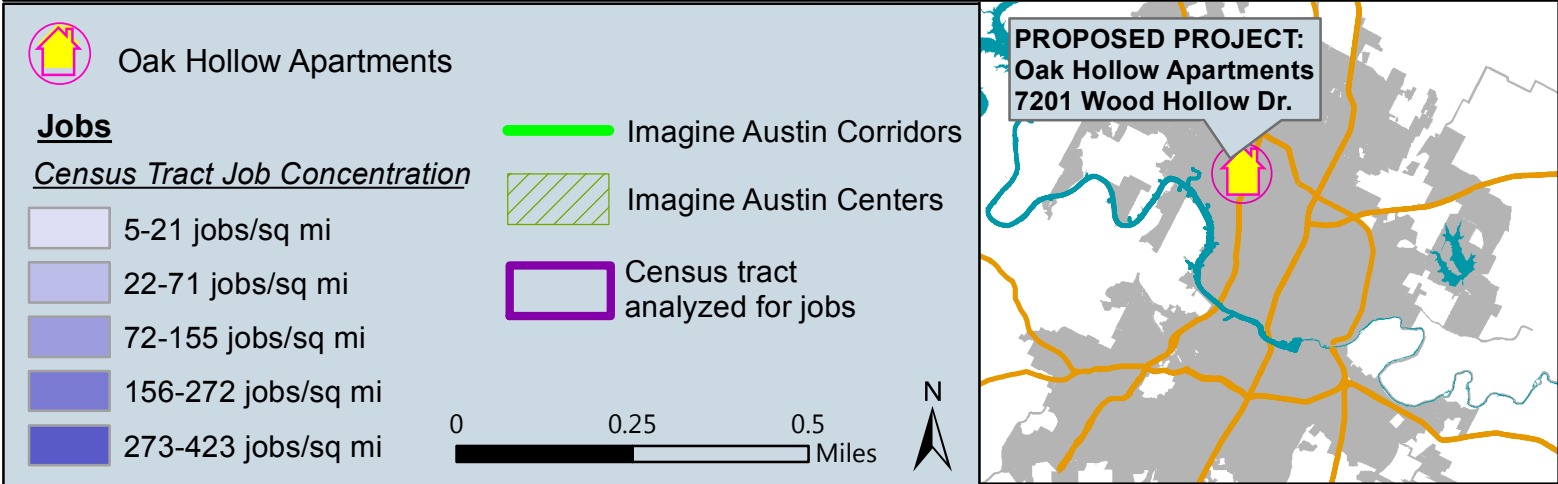 Oak Hollow Apartments
Jobs
Census Tract Job Concentration
5-21 jobs/sq mi
22-71 jobs/sq mi
72-155 jobs/sq mi
156-272 jobs/sq mi
273-423 jobs/sq mi
Imagine Austin Corridors
Imagine Austin Centers
Census tract
analyzed for jobs
0 0.25 0.5
Miles
N
PROPOSED PROJECT:
Oak Hollow Apartments
7201 Wood Hollow Dr.